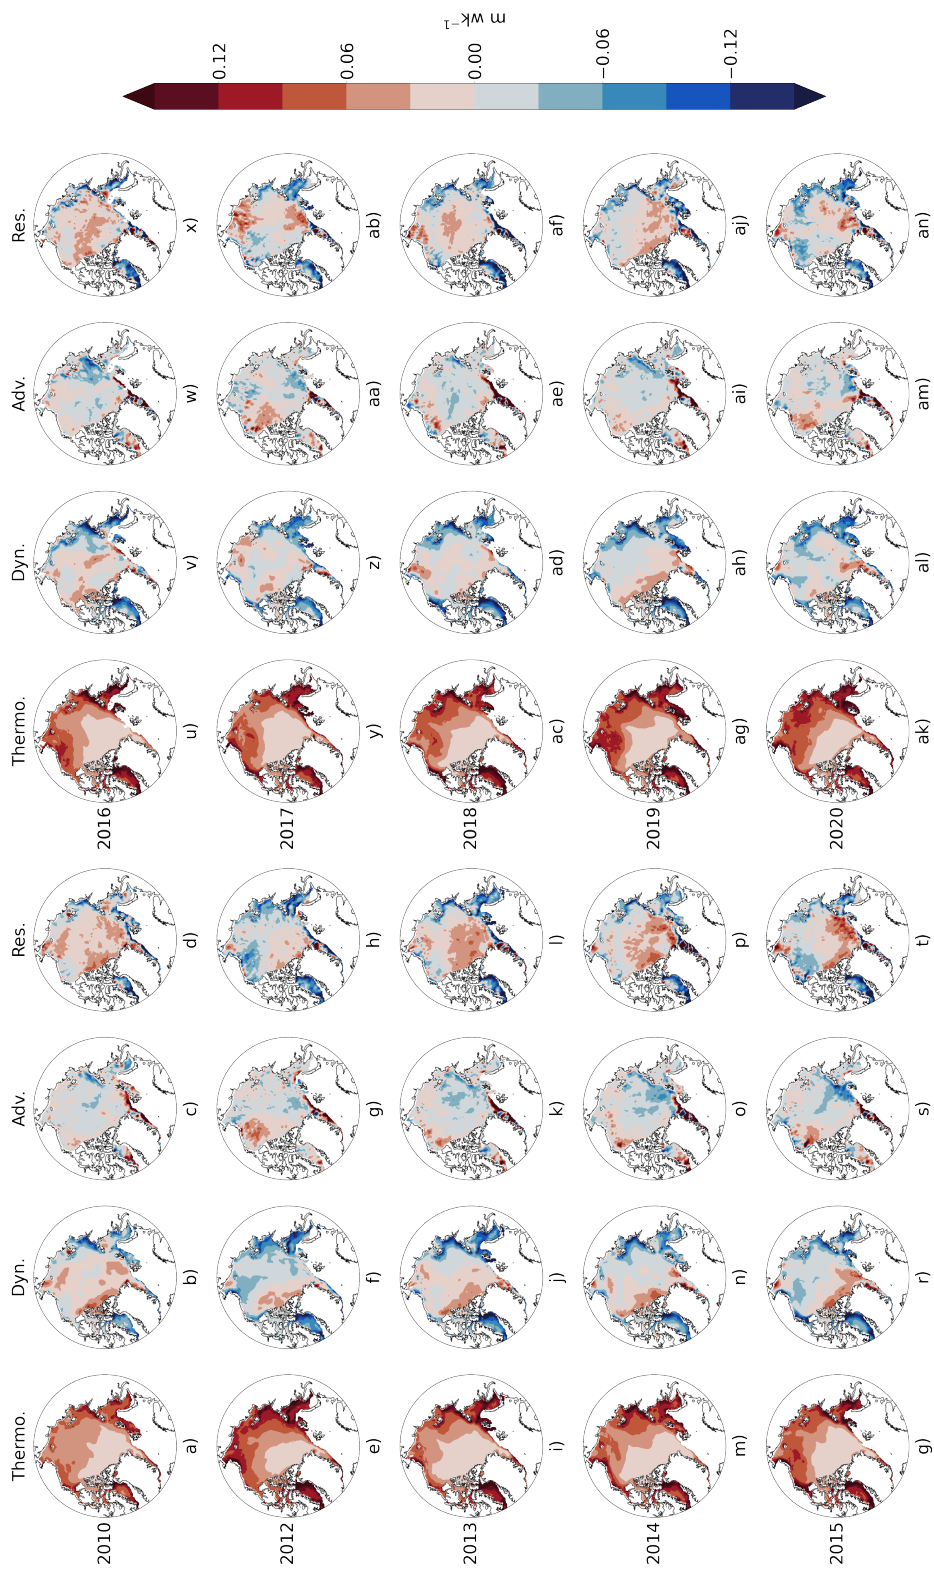 Thermo. Dyn. Adv. Res. Thermo. Dyn. Adv. Res.
2010 2016
a) b) c) d) u) v) w) x)
2012 2017
e) f) g) h) y) z) aa) ab)
2013 2018
i) j) k) l) ac) ad) ae) af)
2014 2019
m) n) o) p) ag) ah) ai) aj)
2015 2020
g) r) s) t) ak) al) am) an)
0.12
0.06
0.00
−0.06
−0.12
m wk⁻¹